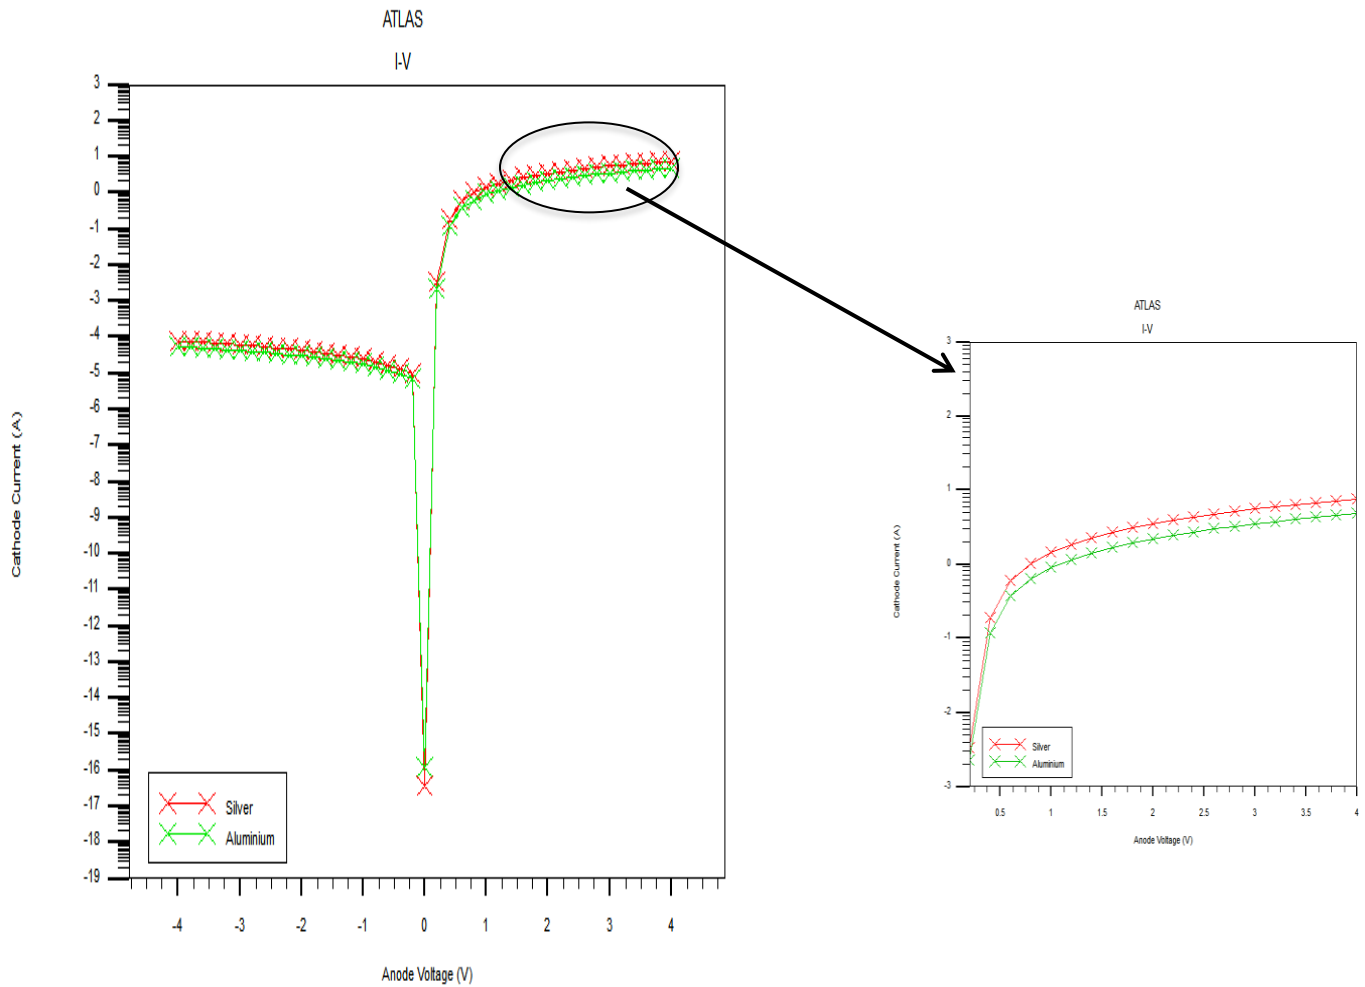 ATLAS
I-V
3
2
1
0
-1
-2
-3
-4
-5
-6
-7
-8
-9
-10
-11
-12
-13
-14
-15
-16
-17
-18
-19
Cathode Current (A)
Silver
Aluminium
-4 -3 -2 -1 0 1 2 3 4
Anode Voltage (V)
ATLAS
I-V
3
2
1
0
-1
-2
-3
Cathode Current (A)
Silver
Aluminium
0.5 1 1.5 2 2.5 3 3.5 4
Anode Voltage (V)